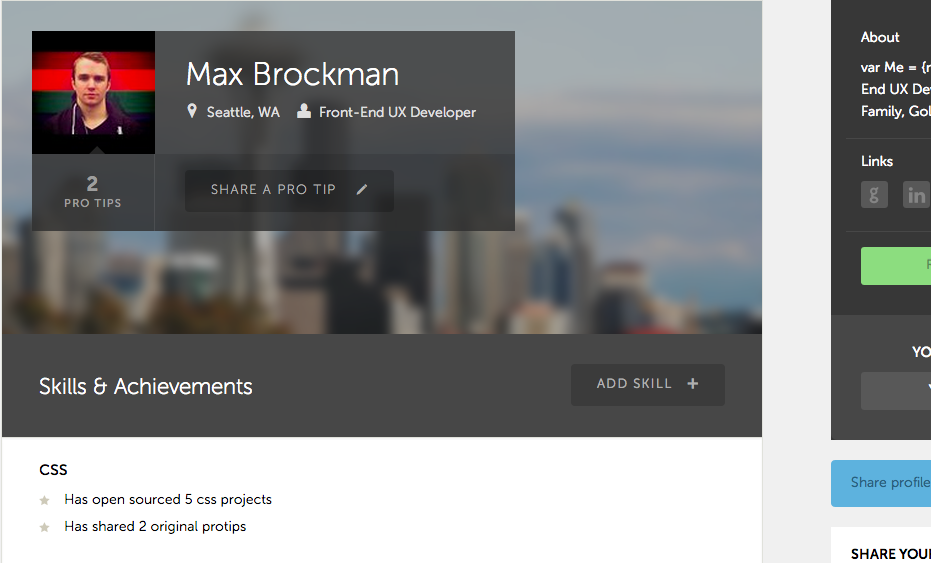 Max Brockman
Seattle, WA Front-End UX Developer
2
PRO TIPS
SHARE A PRO TIP
Skills & Achievements
ADD SKILL +
CSS
Has open sourced 5 css projects
Has shared 2 original protips
About
var Me = {
End UX De
Family, Gol
Links
g in
YO
Share profile
SHARE YOUR